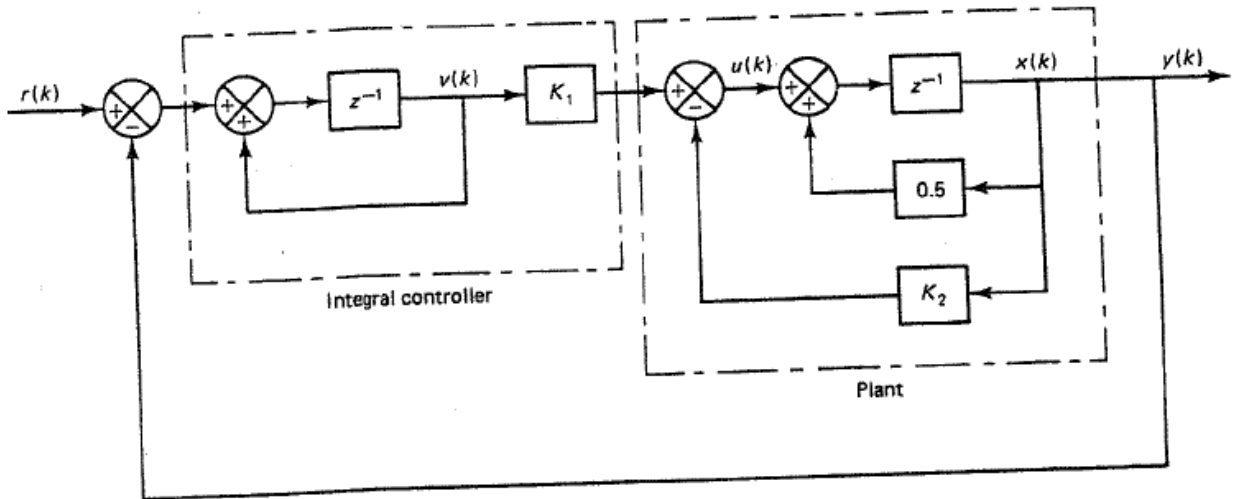 r(k)
+
−
+
+
z⁻¹
v(k)
K₁
+
−
u(k)
+
+
z⁻¹
x(k)
y(k)
0.5
K₂
Integral controller
Plant